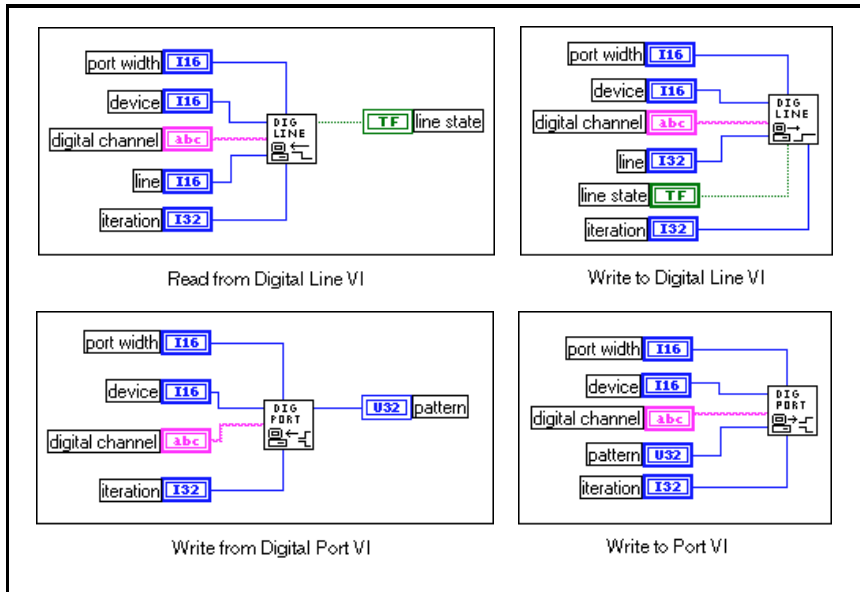 port width I16
device I16
digital channel abc
line I16
iteration I32
DIG
LINE
TF line state
Read from Digital Line VI
port width I16
device I16
digital channel abc
line I32
line state TF
iteration I32
DIG
LINE
Write to Digital Line VI
port width I16
device I16
digital channel abc
iteration I32
DIG
PORT
U32 pattern
Write from Digital Port VI
port width I16
device I16
digital channel abc
pattern U32
iteration I32
DIG
PORT
Write to Port VI